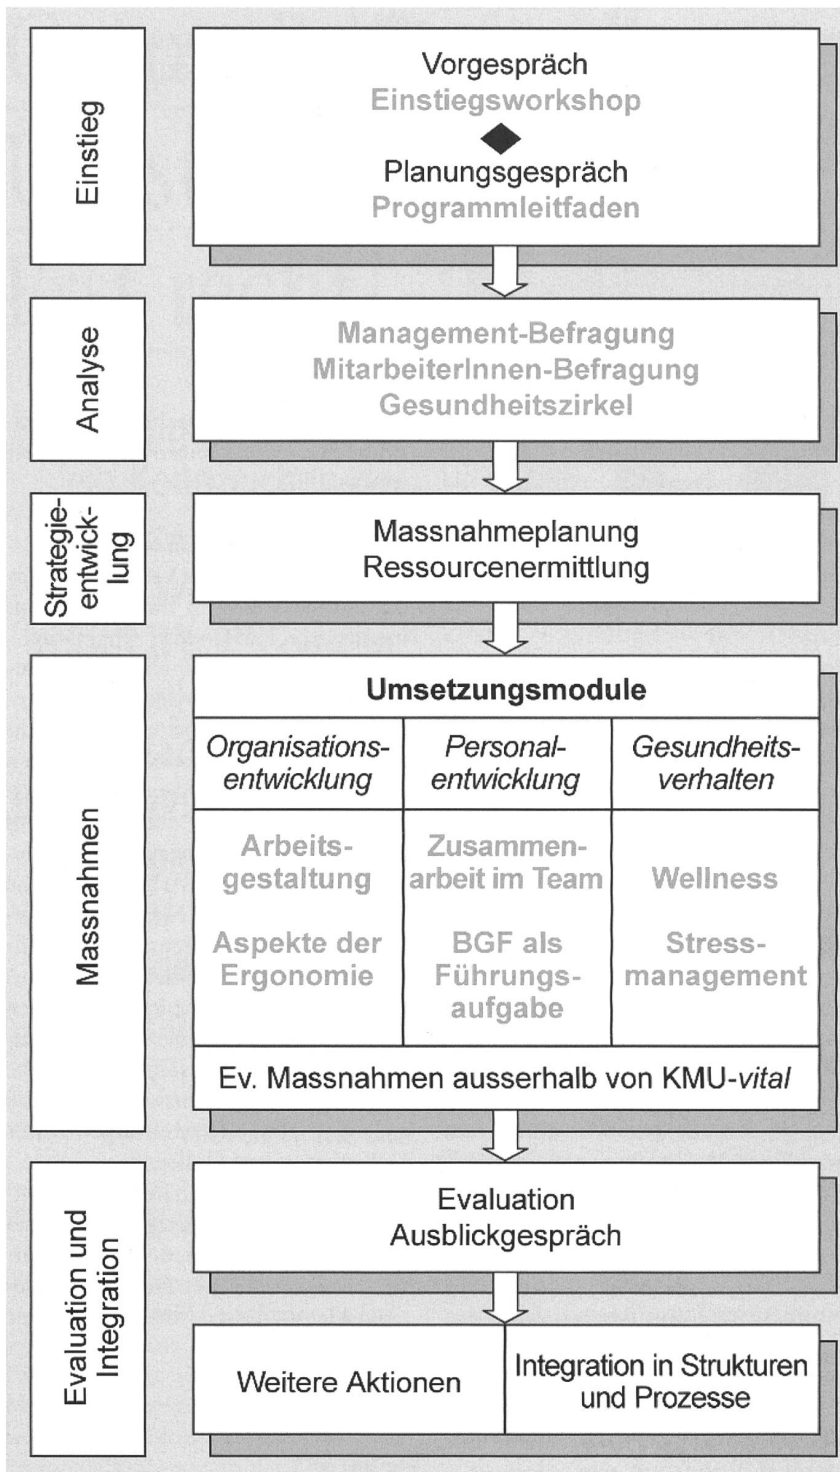 Einstieg
Vorgespräch
Einstiegsworkshop
Planungsgespräch
Programmleitfaden
Analyse
Management-Befragung
MitarbeiterInnen-Befragung
Gesundheitszirkel
Strategie-
entwick-
lung
Massnahmeplanung
Ressourcenermittlung
Massnahmen
Umsetzungsmodule
Organisations-
entwicklung
Personal-
entwicklung
Gesundheits-
verhalten
Arbeits-
gestaltung
Aspekte der
Ergonomie
Zusammen-
arbeit im Team
BGF als
Führungs-
aufgabe
Wellness
Stress-
management
Ev. Massnahmen ausserhalb von KMU-vital
Evaluation und
Integration
Evaluation
Ausblickgespräch
Weitere Aktionen
Integration in Strukturen
und Prozesse